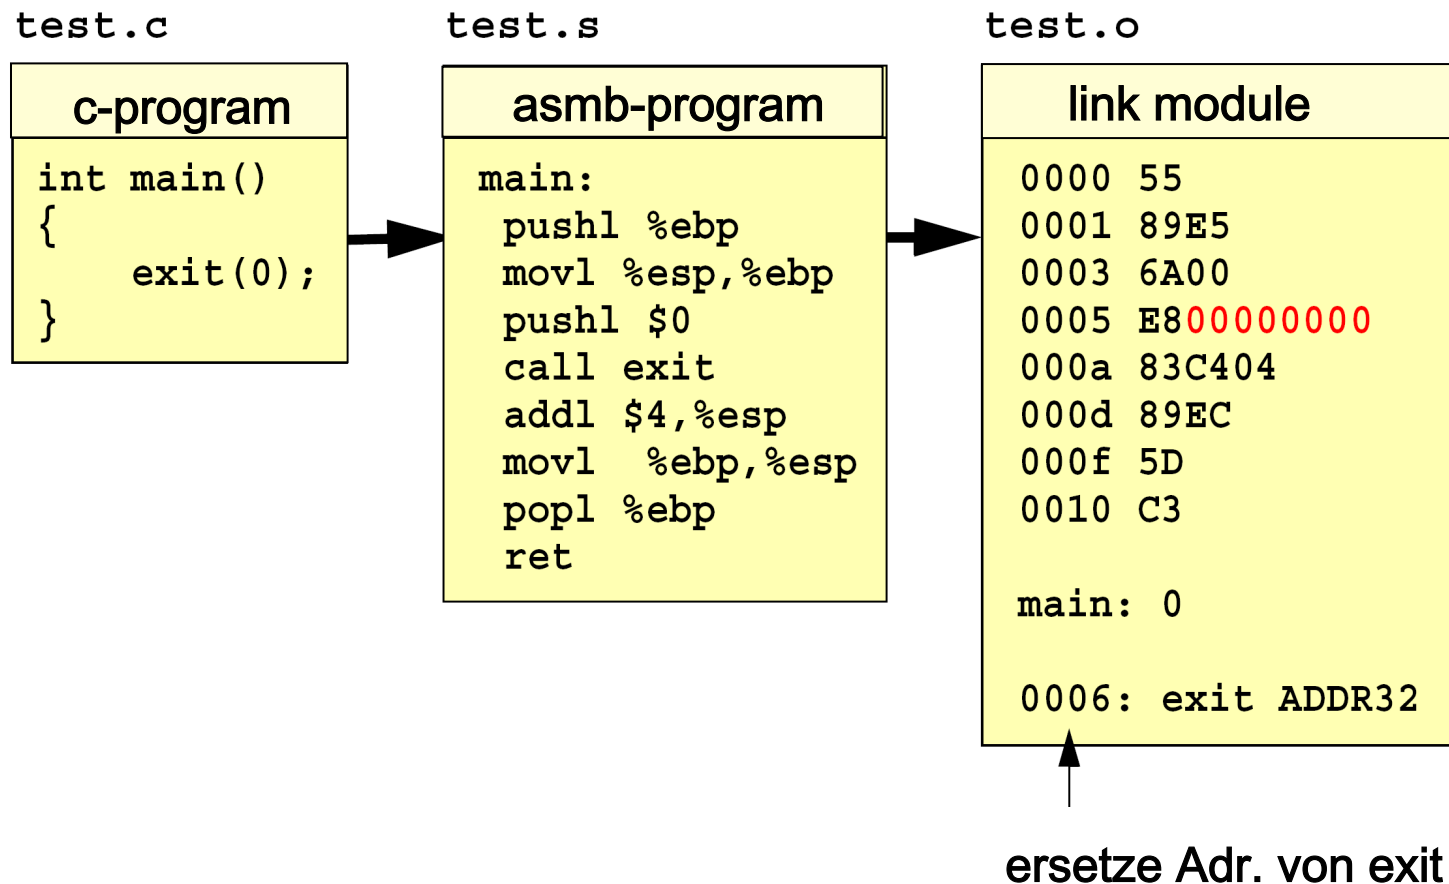 test.c
c-program
int main()
{
exit(0);
}
test.s
asmb-program
main:
pushl %ebp
movl %esp,%ebp
pushl $0
call exit
addl $4,%esp
movl %ebp,%esp
popl %ebp
ret
test.o
link module
0000 55
0001 89E5
0003 6A00
0005 E800000000
000a 83C404
000d 89EC
000f 5D
0010 C3
main: 0
0006: exit ADDR32
ersetze Adr. von exit